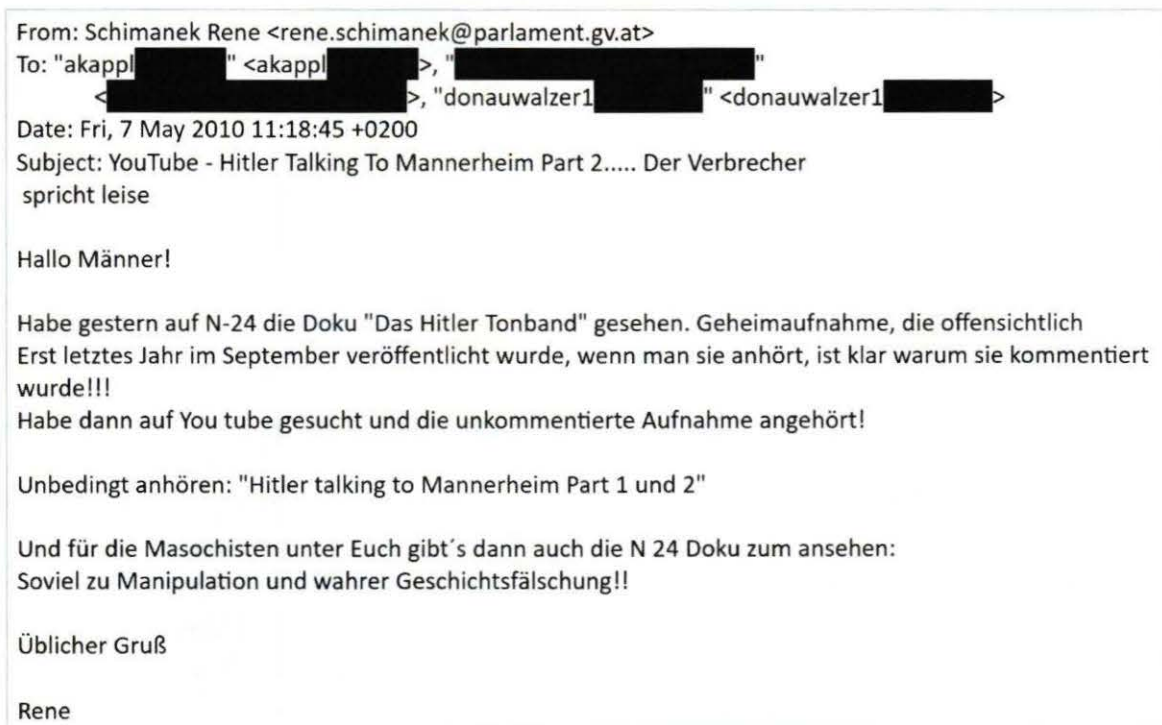 From: Schimanek Rene <rene.schimanek@parlament.gv.at>
To: "akappl " <akappl >, " "
< >, "donauwalzer1 " <donauwalzer1 >
Date: Fri, 7 May 2010 11:18:45 +0200
Subject: YouTube - Hitler Talking To Mannerheim Part 2..... Der Verbrecher
spricht leise
Hallo Männer!
Habe gestern auf N-24 die Doku "Das Hitler Tonband" gesehen. Geheimaufnahme, die offensichtlich
Erst letztes Jahr im September veröffentlicht wurde, wenn man sie anhört, ist klar warum sie kommentiert
wurde!!!
Habe dann auf You tube gesucht und die unkommentierte Aufnahme angehört!
Unbedingt anhören: "Hitler talking to Mannerheim Part 1 und 2"
Und für die Masochisten unter Euch gibt´s dann auch die N 24 Doku zum ansehen:
Soviel zu Manipulation und wahrer Geschichtsfälschung!!
Üblicher Gruß
Rene